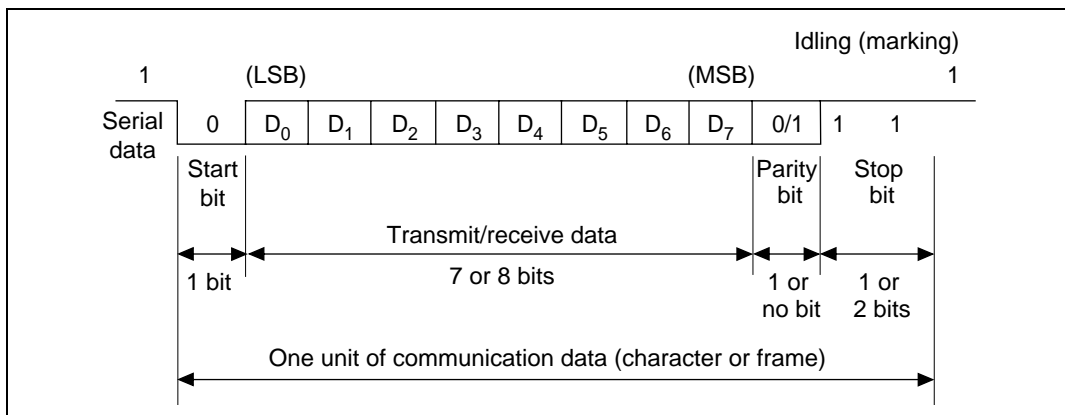 Idling (marking)
1 (LSB) (MSB) 1
Serial data
0 D0 D1 D2 D3 D4 D5 D6 D7 0/1 1 1
Start bit
Parity bit
Stop bit
Transmit/receive data
1 bit
7 or 8 bits
1 or no bit
1 or 2 bits
One unit of communication data (character or frame)